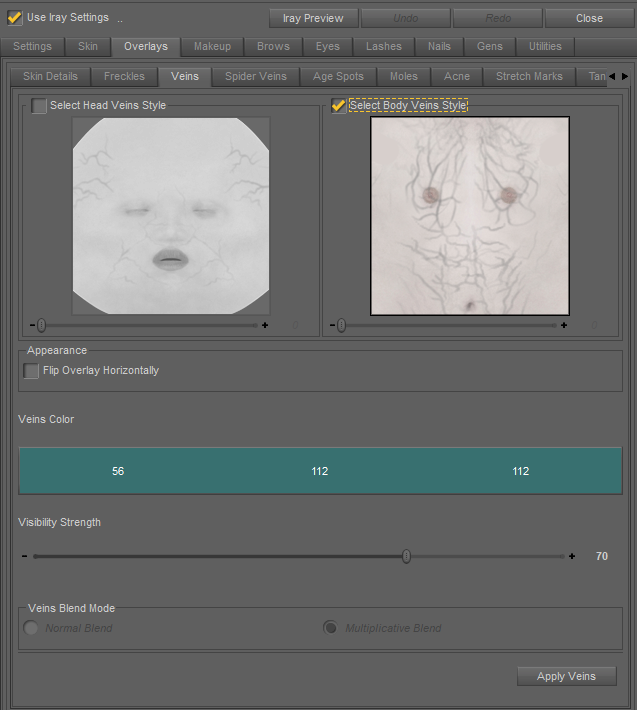 Use Iray Settings .. Iray Preview Undo Redo Close
Settings Skin Overlays Makeup Brows Eyes Lashes Nails Gens Utilities
Skin Details Freckles Veins Spider Veins Age Spots Moles Acne Stretch Marks Tan
Select Head Veins Style Select Body Veins Style
- + 0 - + 0
Appearance
Flip Overlay Horizontally
Veins Color
56 112 112
Visibility Strength
- + 70
Veins Blend Mode
Normal Blend Multiplicative Blend
Apply Veins